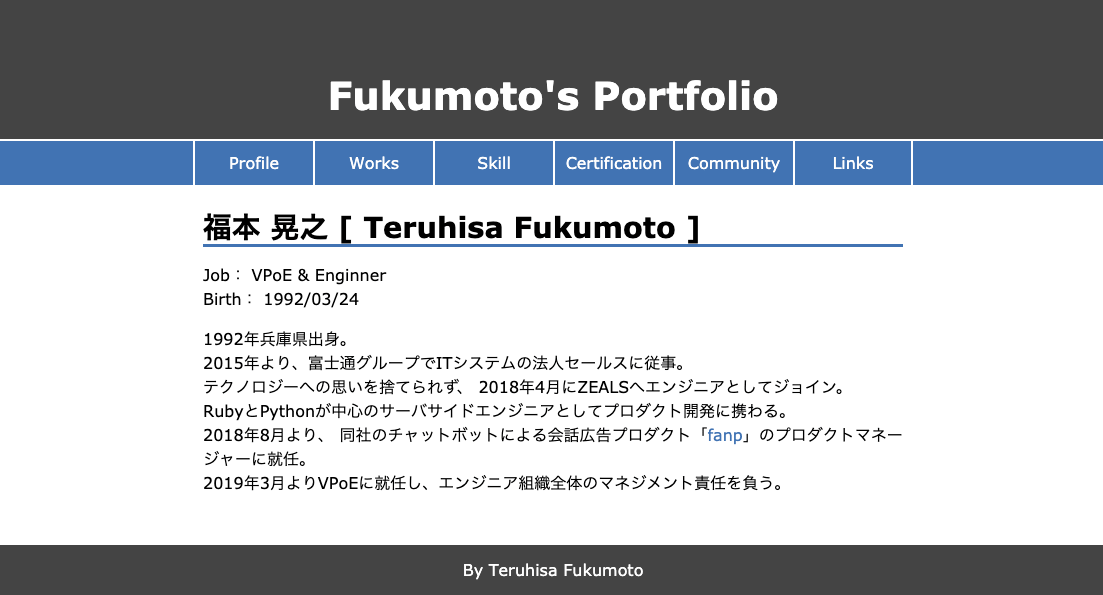 Fukumoto's Portfolio
Profile Works Skill Certification Community Links
福本 晃之 [ Teruhisa Fukumoto ]
Job： VPoE & Enginner
Birth： 1992/03/24
1992年兵庫県出身。
2015年より、富士通グループでITシステムの法人セールスに従事。
テクノロジーへの思いを捨てられず、 2018年4月にZEALSへエンジニアとしてジョイン。
RubyとPythonが中心のサーバサイドエンジニアとしてプロダクト開発に携わる。
2018年8月より、 同社のチャットボットによる会話広告プロダクト「fanp」のプロダクトマネー
ジャーに就任。
2019年3月よりVPoEに就任し、エンジニア組織全体のマネジメント責任を負う。
By Teruhisa Fukumoto